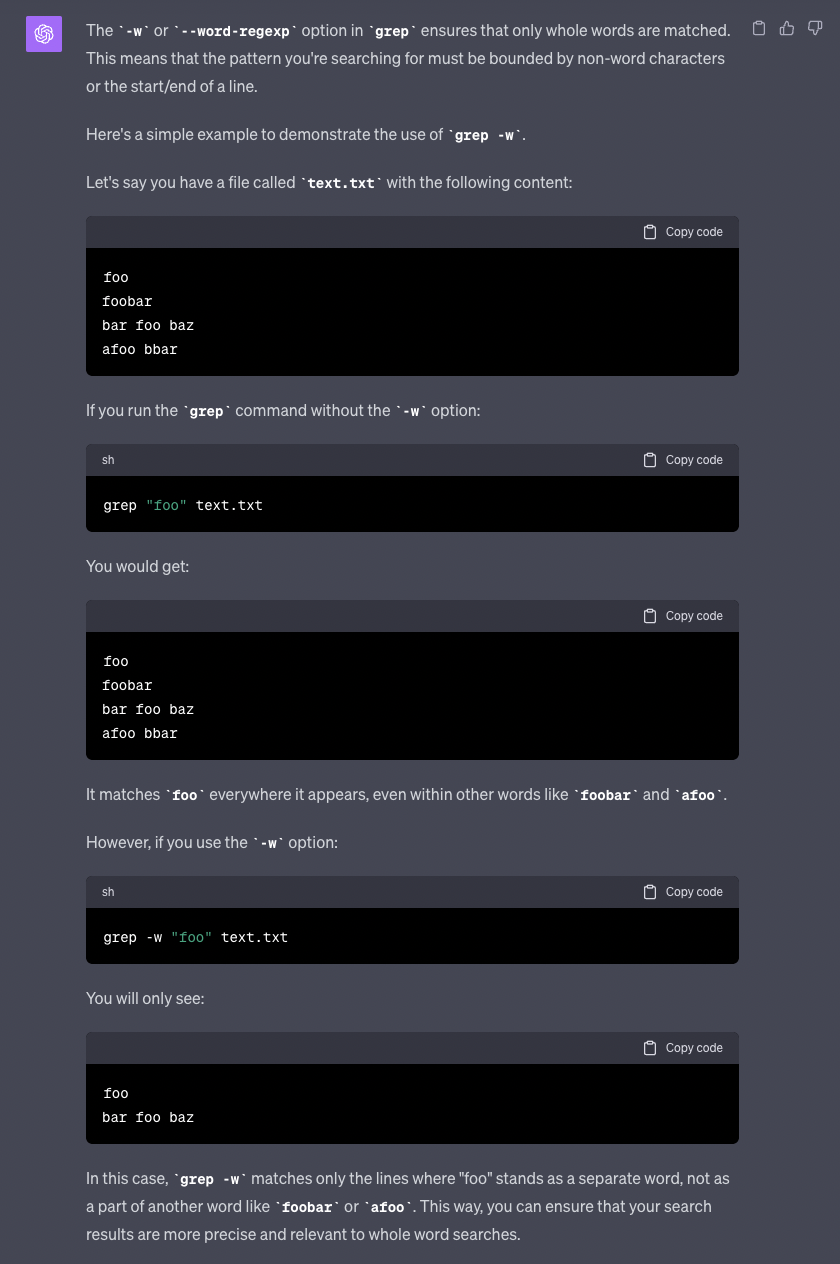 The `-w` or `--word-regexp` option in `grep` ensures that only whole words are matched.
This means that the pattern you're searching for must be bounded by non-word characters
or the start/end of a line.
Here's a simple example to demonstrate the use of `grep -w`.
Let's say you have a file called `text.txt` with the following content:
Copy code
foo
foobar
bar foo baz
afoo bbar
If you run the `grep` command without the `-w` option:
sh Copy code
grep "foo" text.txt
You would get:
Copy code
foo
foobar
bar foo baz
afoo bbar
It matches `foo` everywhere it appears, even within other words like `foobar` and `afoo`.
However, if you use the `-w` option:
sh Copy code
grep -w "foo" text.txt
You will only see:
Copy code
foo
bar foo baz
In this case, `grep -w` matches only the lines where "foo" stands as a separate word, not as
a part of another word like `foobar` or `afoo`. This way, you can ensure that your search
results are more precise and relevant to whole word searches.